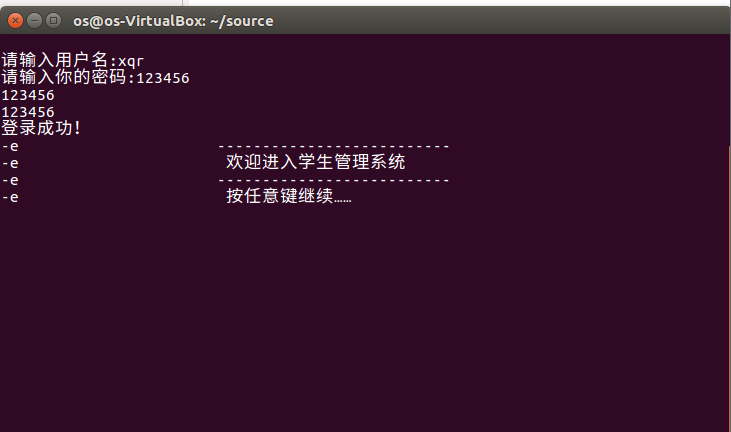 os@os-VirtualBox: ~/source
请输入用户名:xqr
请输入你的密码:123456
123456
123456
登录成功!
-e --------------------------
-e 欢迎进入学生管理系统
-e --------------------------
-e 按任意键继续……